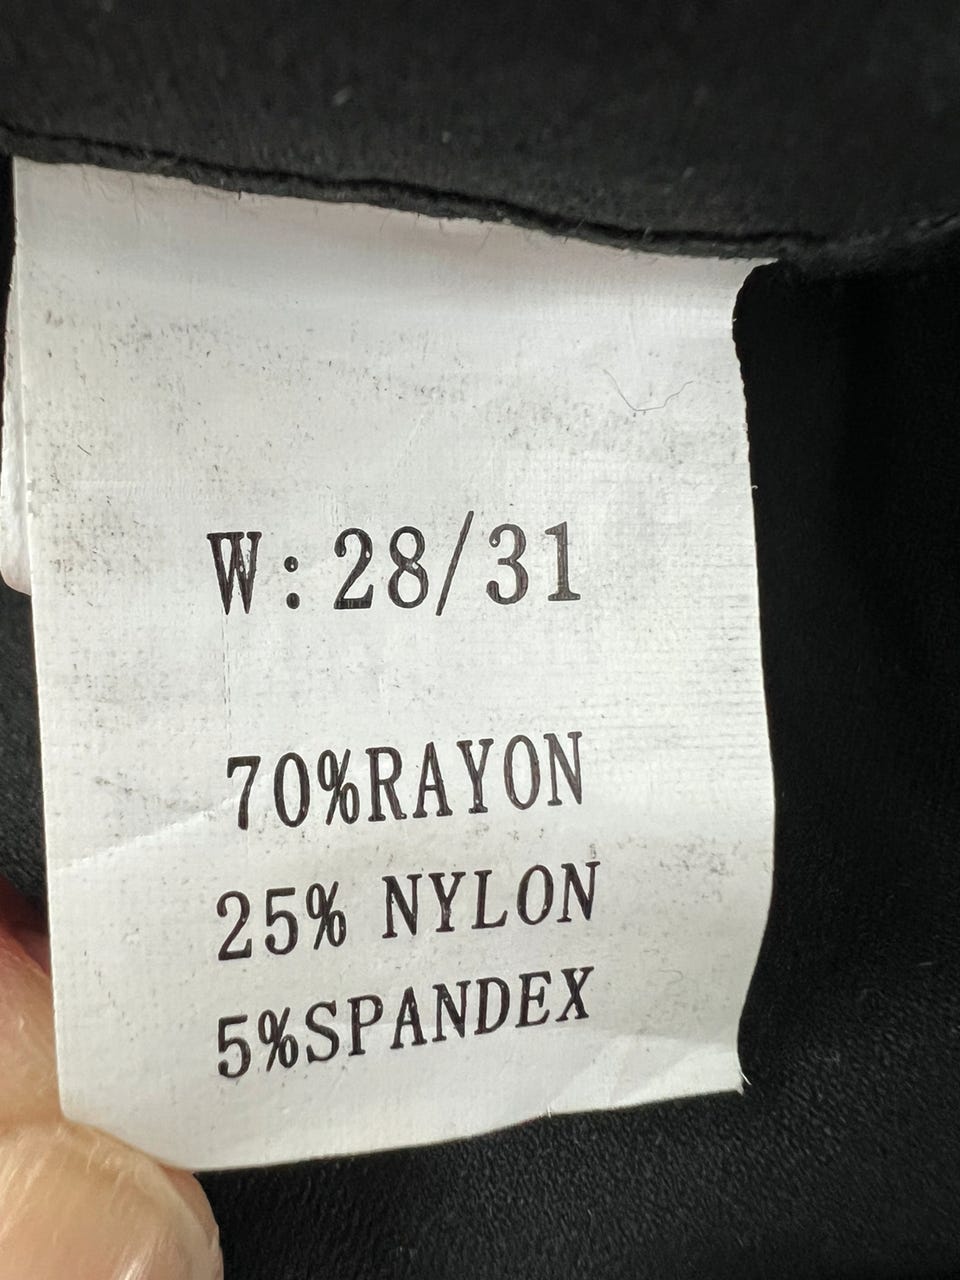 W:28/31
70%RAYON
25% NYLON
5%SPANDEX